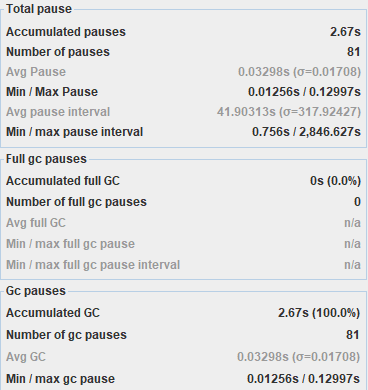 Total pause
Accumulated pauses 2.67s
Number of pauses 81
Avg Pause 0.03298s (σ=0.01708)
Min / Max Pause 0.01256s / 0.12997s
Avg pause interval 41.90313s (σ=317.92427)
Min / max pause interval 0.756s / 2,846.627s
Full gc pauses
Accumulated full GC 0s (0.0%)
Number of full gc pauses 0
Avg full GC n/a
Min / max full gc pause n/a
Min / max full gc pause interval n/a
Gc pauses
Accumulated GC 2.67s (100.0%)
Number of gc pauses 81
Avg GC 0.03298s (σ=0.01708)
Min / max gc pause 0.01256s / 0.12997s